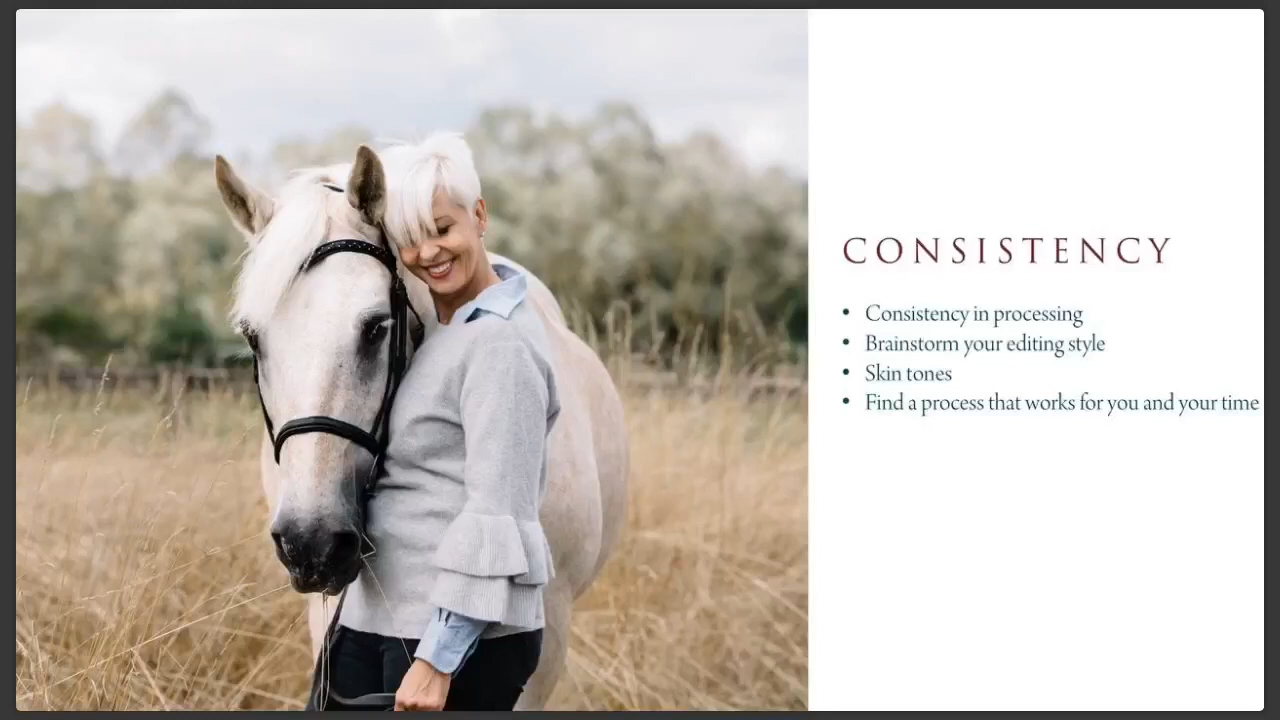 CONSISTENCY
• Consistency in processing
• Brainstorm your editing style
• Skin tones
• Find a process that works for you and your time